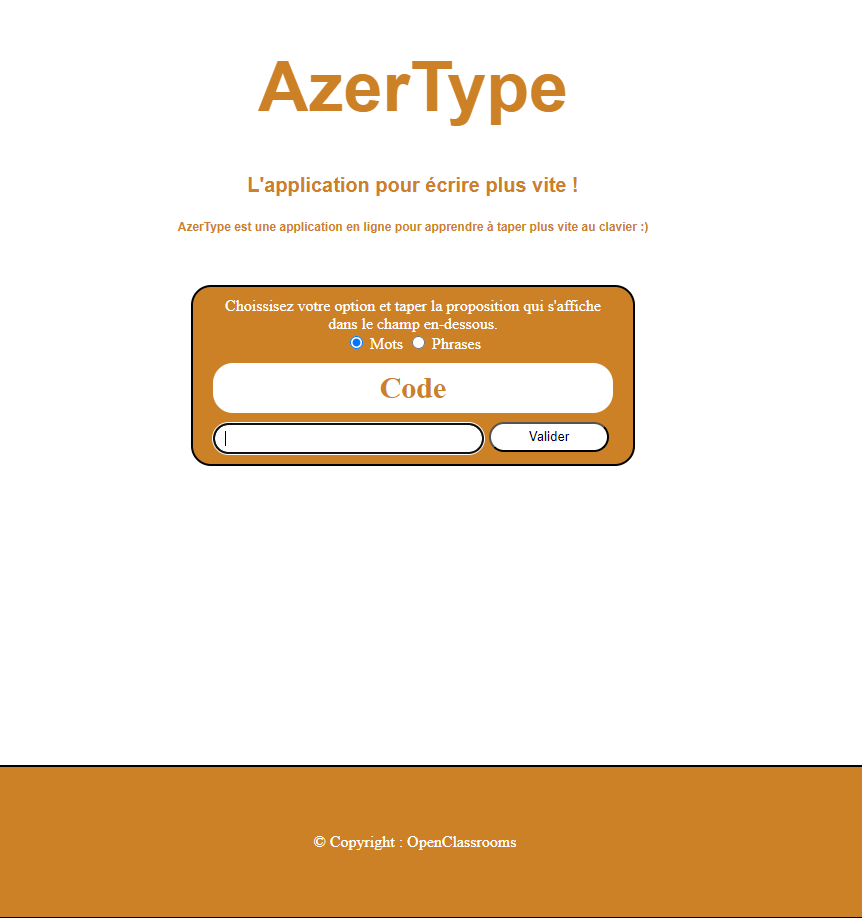 AzerType
L'application pour écrire plus vite !
AzerType est une application en ligne pour apprendre à taper plus vite au clavier :)
Choissisez votre option et taper la proposition qui s'affiche
dans le champ en-dessous.
Mots Phrases
Code
Valider
© Copyright : OpenClassrooms